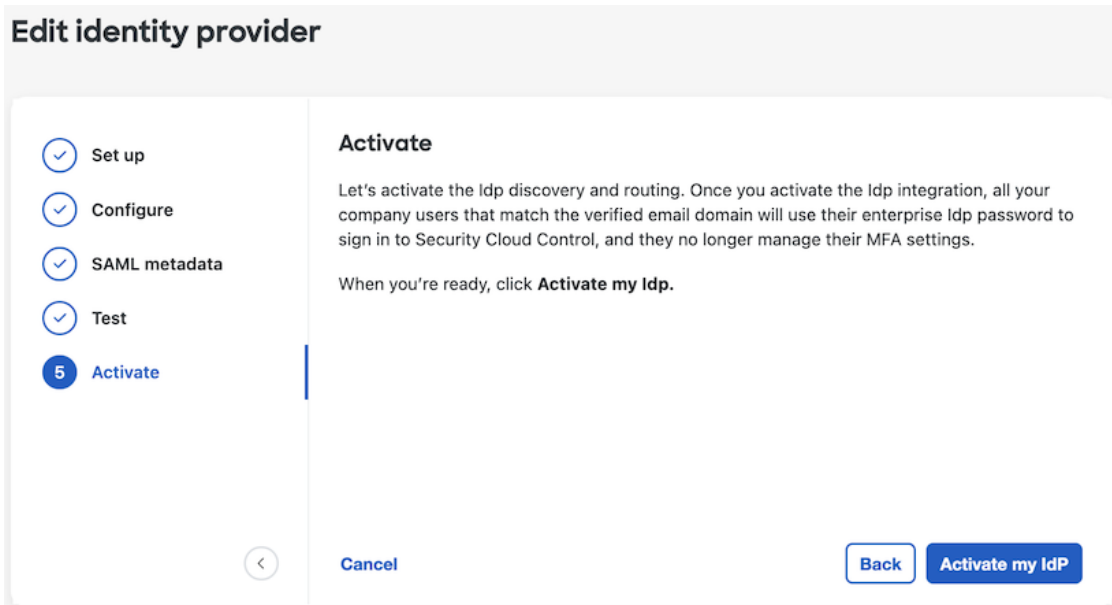 Edit identity provider
Set up
Configure
SAML metadata
Test
5 Activate
Activate
Let's activate the Idp discovery and routing. Once you activate the Idp integration, all your
company users that match the verified email domain will use their enterprise Idp password to
sign in to Security Cloud Control, and they no longer manage their MFA settings.
When you're ready, click Activate my Idp.
Cancel
Back
Activate my IdP